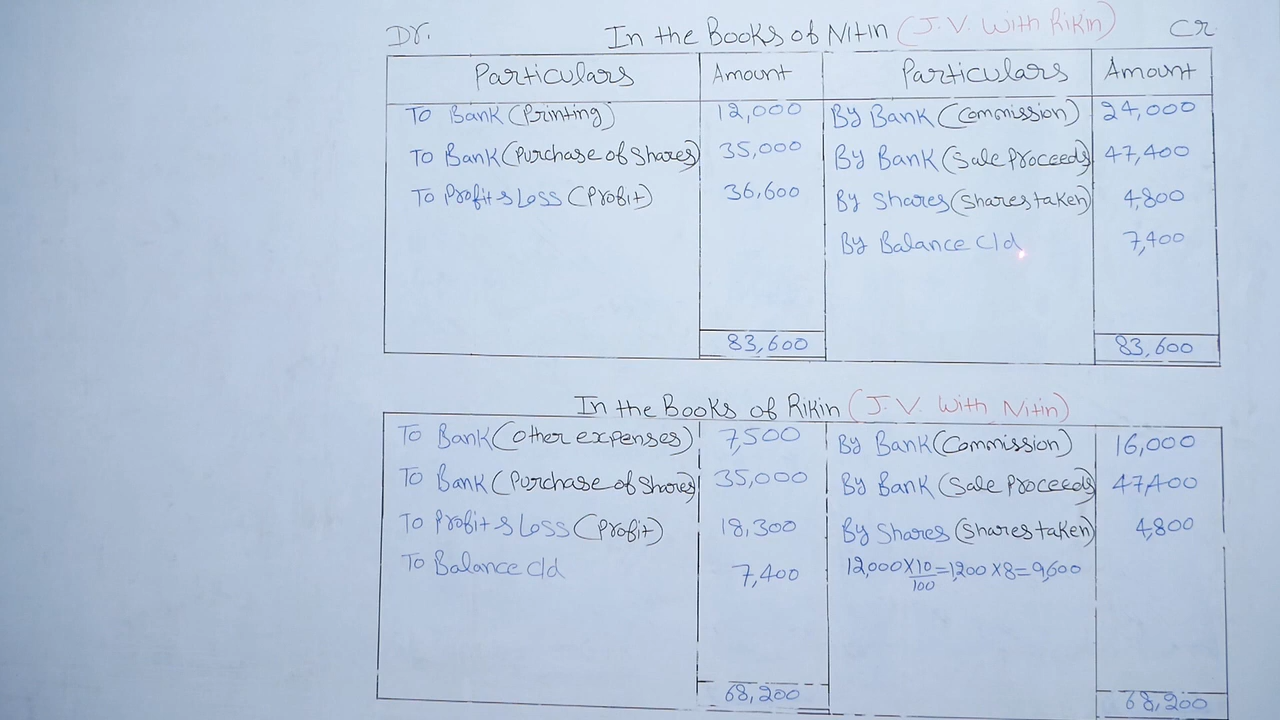 Dr. In the Books of Nitin (J.V. With Rikin) Cr.
Particulars Amount Particulars Amount
To Bank (Printing) 12,000 By Bank (Commission) 24,000
To Bank (Purchase of Shares) 35,000 By Bank (Sale Proceeds) 47,400
To Profit & Loss (Profit) 36,600 By Shares (Shares taken) 4,800
By Balance c/d 7,400
83,600 83,600
In the Books of Rikin (J.V. With Nitin)
To Bank (Other expenses) 7,500 By Bank (Commission) 16,000
To Bank (Purchase of Shares) 35,000 By Bank (Sale Proceeds) 47,400
To Profit & Loss (Profit) 18,300 By Shares (Shares taken) 4,800
To Balance c/d 7,400 12,000 × 10/100 = 1,200 × 8 = 9,600
68,200 68,200